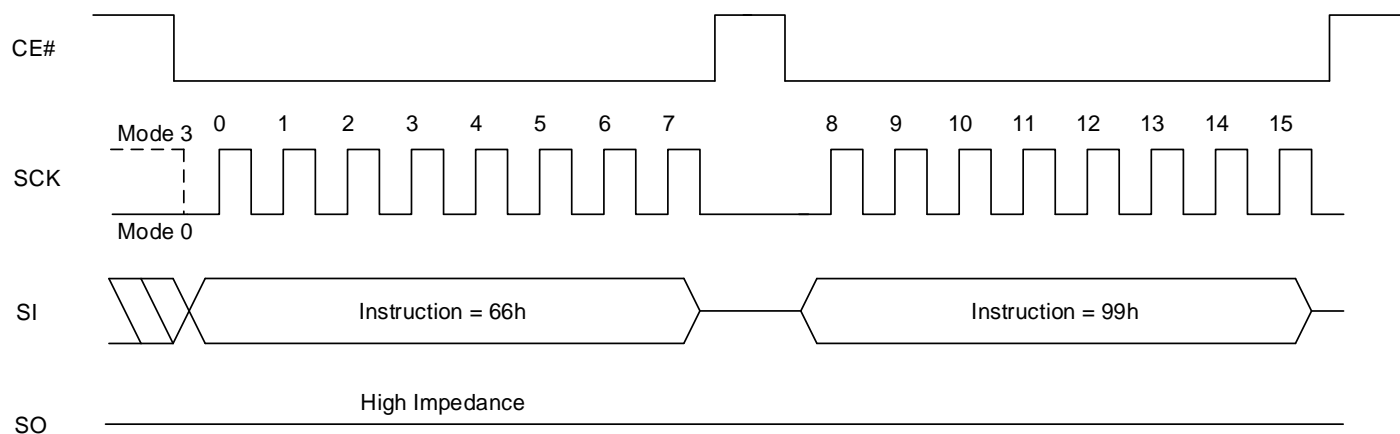 CE#
Mode 3
0 1 2 3 4 5 6 7 8 9 10 11 12 13 14 15
SCK
Mode 0
SI
Instruction = 66h
Instruction = 99h
High Impedance
SO